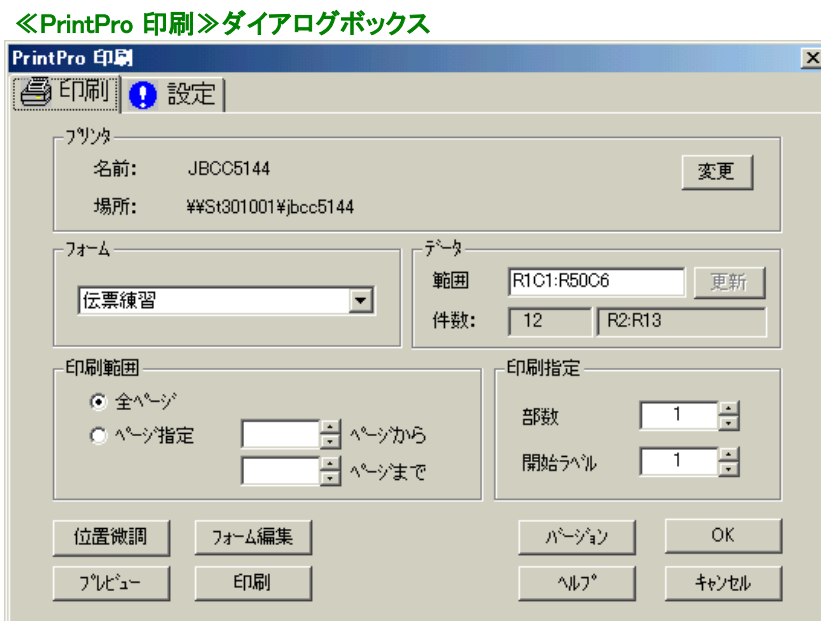 ≪PrintPro 印刷≫ダイアログボックス
PrintPro 印刷
印刷 設定
ﾌﾟﾘﾝﾀ
名前: JBCC5144 変更
場所: ¥¥St301001¥jbcc5144
ﾌｫｰﾑ
伝票練習
ﾃﾞｰﾀ
範囲 R1C1:R50C6 更新
件数: 12 R2:R13
印刷範囲
全ﾍﾟｰｼﾞ
ﾍﾟｰｼﾞ指定 ﾍﾟｰｼﾞから
ﾍﾟｰｼﾞまで
印刷指定
部数 1
開始ﾗﾍﾞﾙ 1
位置微調 ﾌｫｰﾑ編集 ﾊﾞｰｼﾞｮﾝ OK
ﾌﾟﾚﾋﾞｭｰ 印刷 ﾍﾙﾌﾟ ｷｬﾝｾﾙ